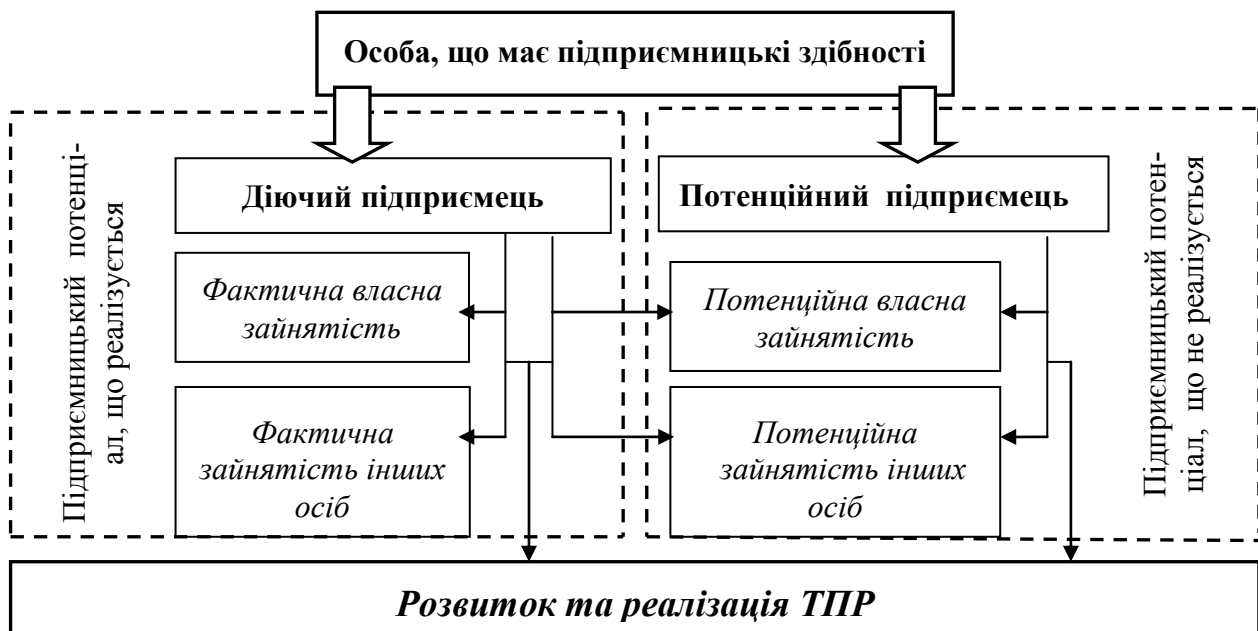 Особа, що має підприємницькі здібності
Підприємницький потенці-
ал, що реалізується
Діючий підприємець
Фактична власна
зайнятість
Фактична
зайнятість інших
осіб
Потенційний підприємець
Потенційна власна
зайнятість
Потенційна
зайнятість інших
осіб
Підприємницький потен-
ціал, що не реалізується
Розвиток та реалізація ТПР